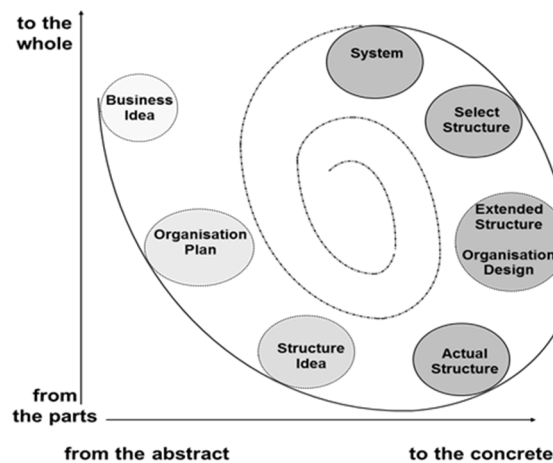 to the
whole
System
Business
Idea
Select
Structure
Extended
Structure
Organisation
Design
Organisation
Plan
Structure
Idea
Actual
Structure
from
the parts
from the abstract
to the concrete